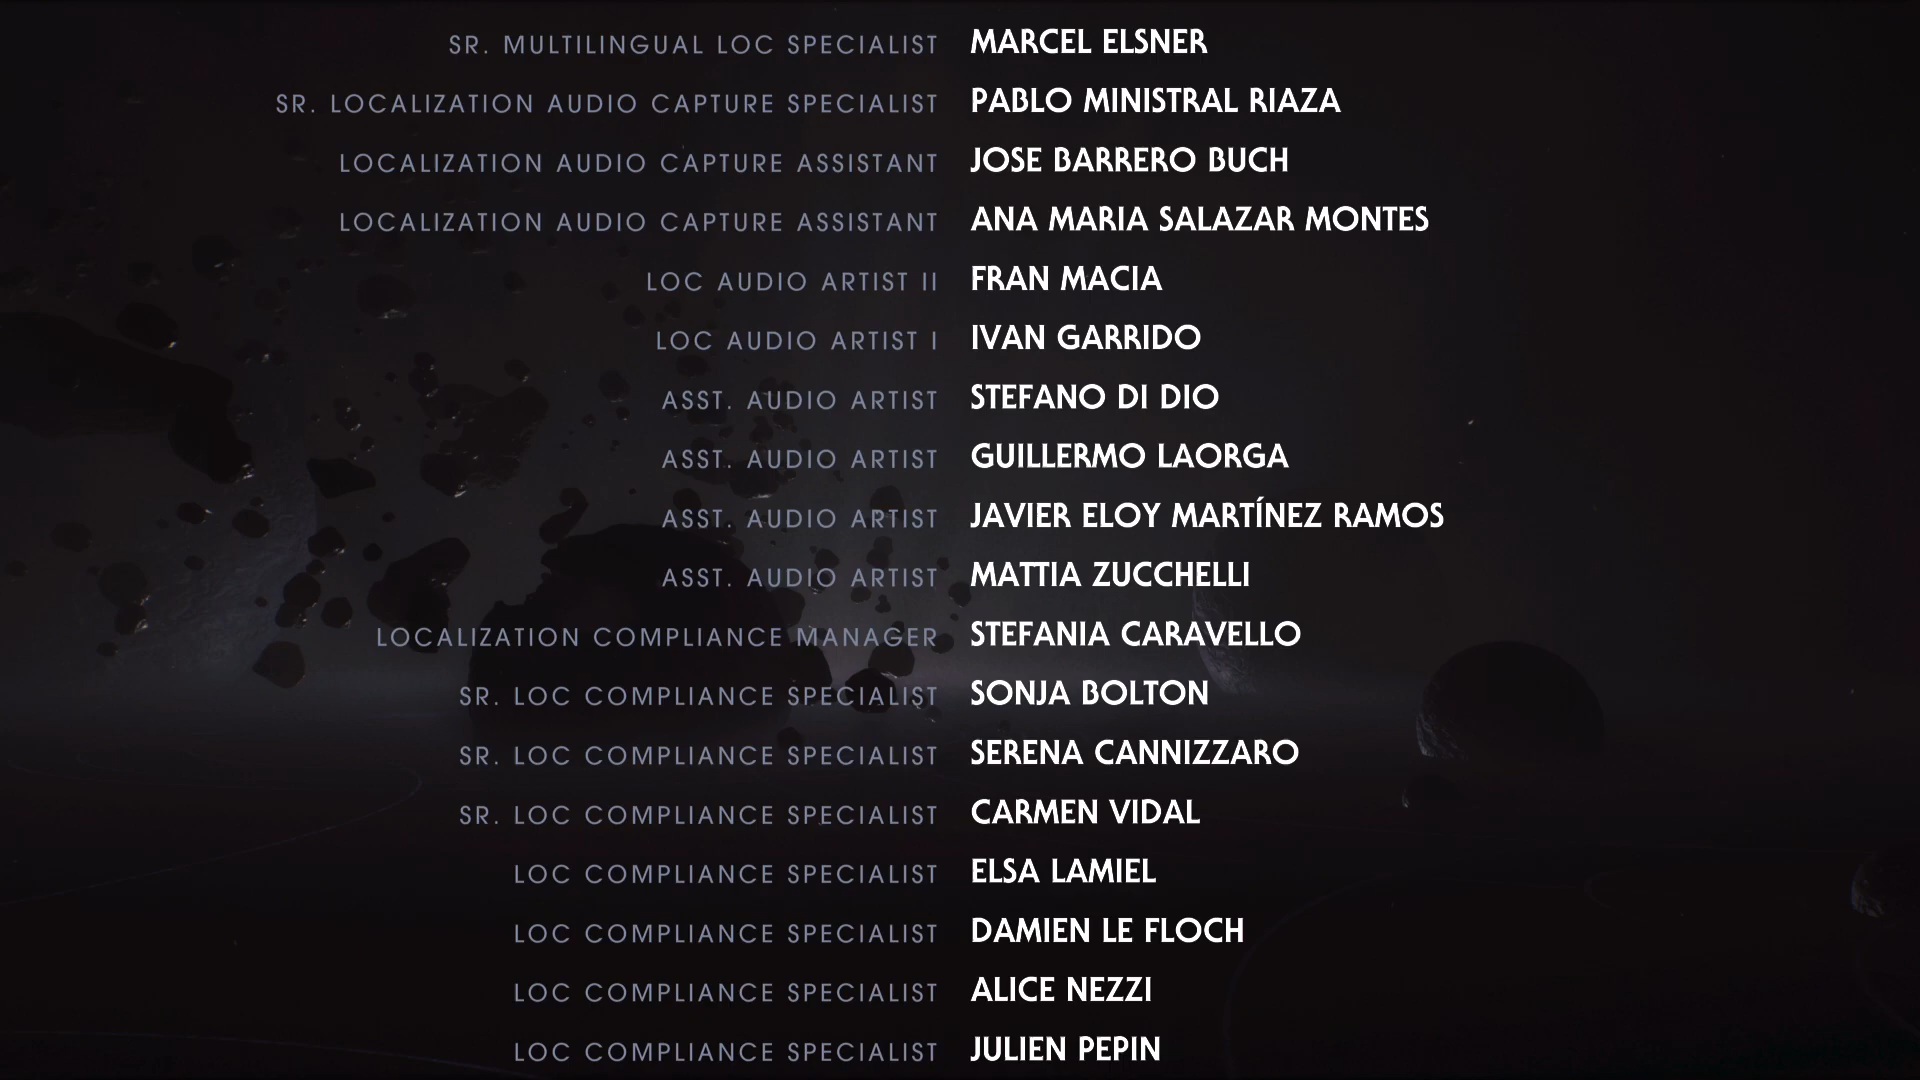 SR. MULTILINGUAL LOC SPECIALIST MARCEL ELSNER
SR. LOCALIZATION AUDIO CAPTURE SPECIALIST PABLO MINISTRAL RIAZA
LOCALIZATION AUDIO CAPTURE ASSISTANT JOSE BARRERO BUCH
LOCALIZATION AUDIO CAPTURE ASSISTANT ANA MARIA SALAZAR MONTES
LOC AUDIO ARTIST II FRAN MACIA
LOC AUDIO ARTIST I IVAN GARRIDO
ASST. AUDIO ARTIST STEFANO DI DIO
ASST. AUDIO ARTIST GUILLERMO LAORGA
ASST. AUDIO ARTIST JAVIER ELOY MARTÍNEZ RAMOS
ASST. AUDIO ARTIST MATTIA ZUCCHELLI
LOCALIZATION COMPLIANCE MANAGER STEFANIA CARAVELLO
SR. LOC COMPLIANCE SPECIALIST SONJA BOLTON
SR. LOC COMPLIANCE SPECIALIST SERENA CANNIZZARO
SR. LOC COMPLIANCE SPECIALIST CARMEN VIDAL
LOC COMPLIANCE SPECIALIST ELSA LAMIEL
LOC COMPLIANCE SPECIALIST DAMIEN LE FLOCH
LOC COMPLIANCE SPECIALIST ALICE NEZZI
LOC COMPLIANCE SPECIALIST JULIEN PEPIN